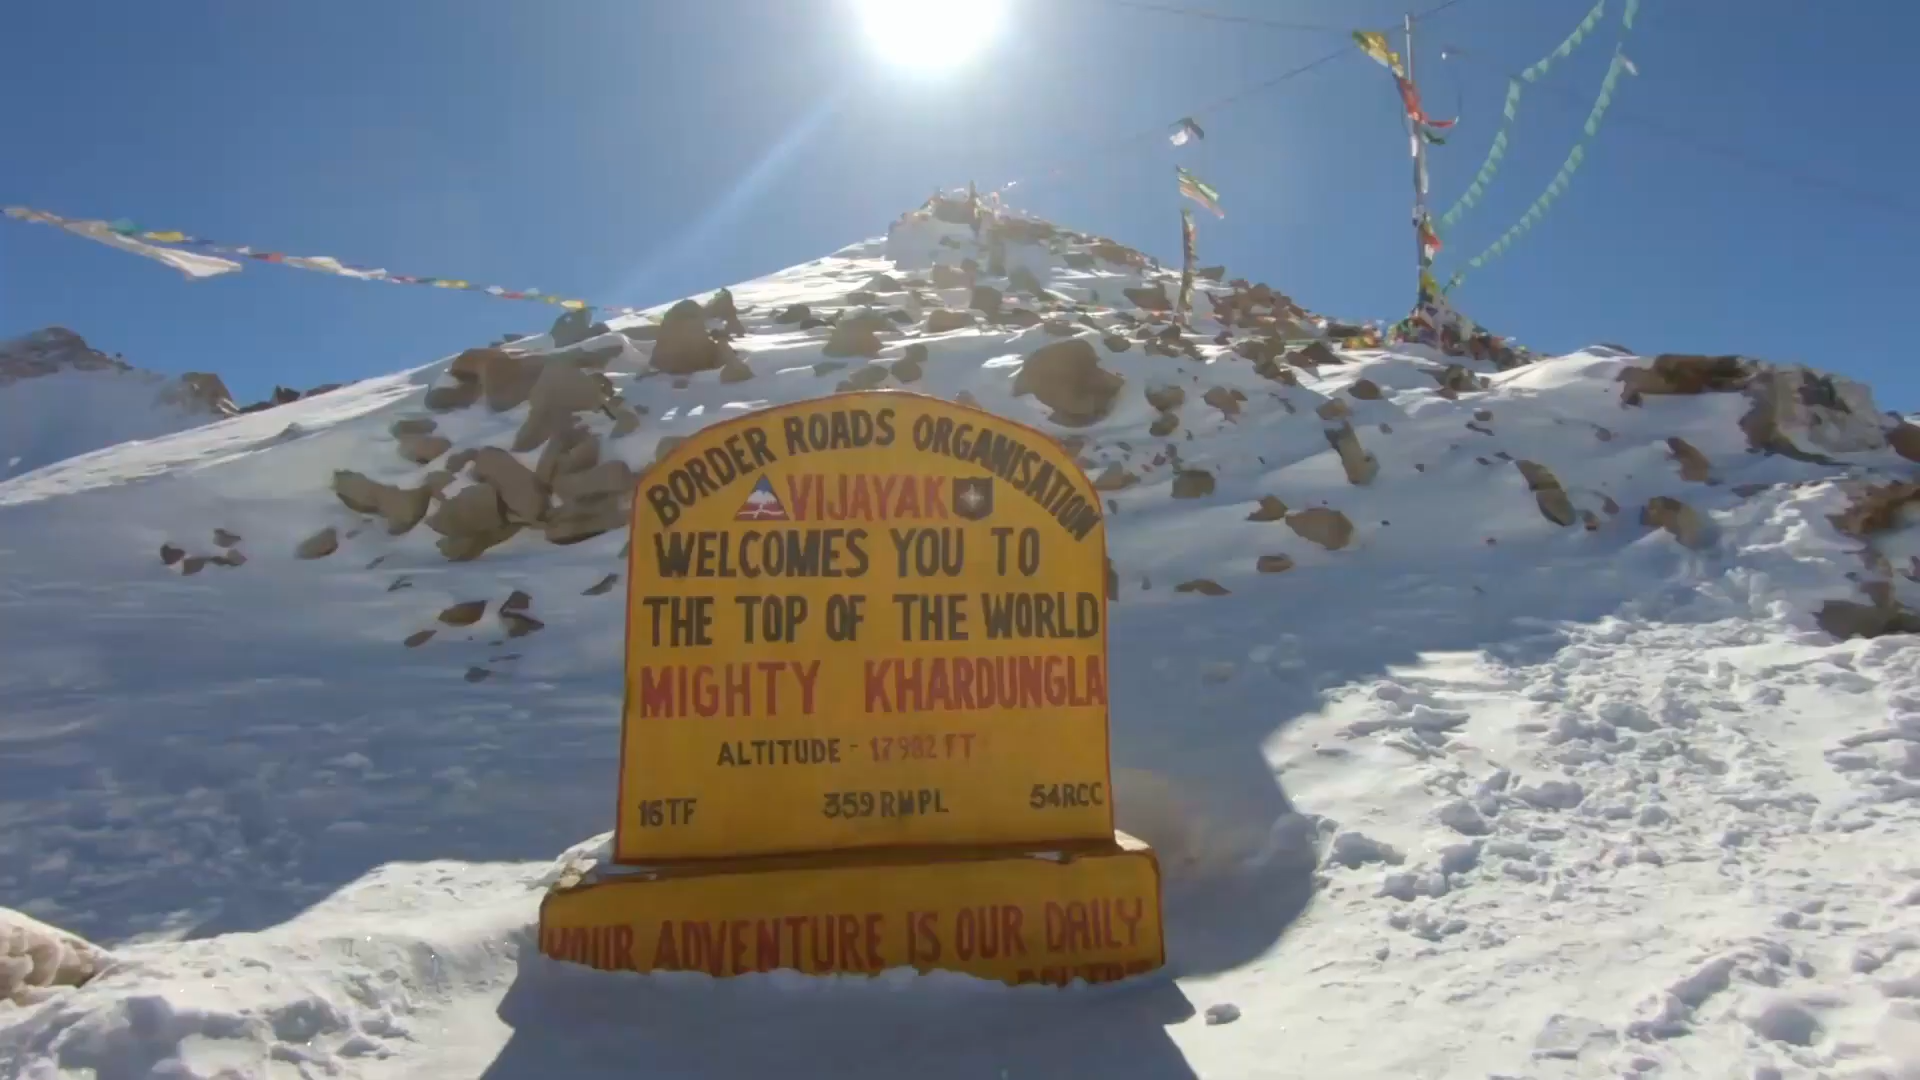 BORDER ROADS ORGANISATION
VIJAYAK
WELCOMES YOU TO
THE TOP OF THE WORLD
MIGHTY KHARDUNGLA
ALTITUDE - 17982 FT
16TF 359 RMPL 54RCC
YOUR ADVENTURE IS OUR DAILY